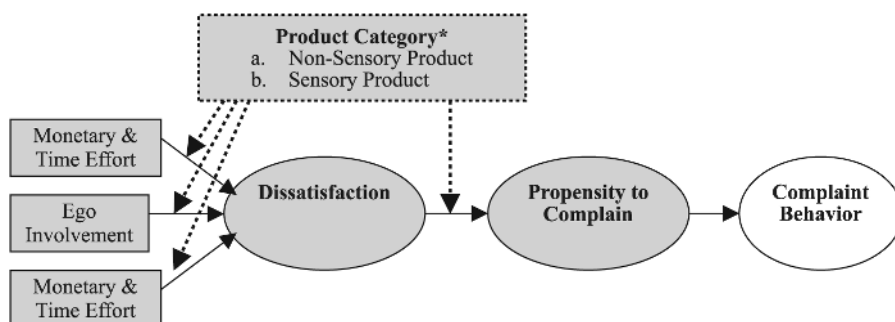 Product Category*
a. Non-Sensory Product
b. Sensory Product
Monetary &
Time Effort
Ego
Involvement
Monetary &
Time Effort
Dissatisfaction
Propensity to
Complain
Complaint
Behavior